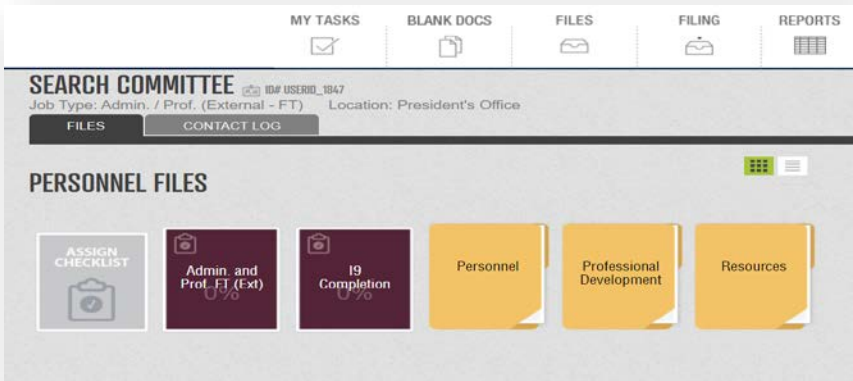 MY TASKS BLANK DOCS FILES FILING REPORTS
SEARCH COMMITTEE ID# USERID_1847
Job Type: Admin. / Prof. (External - FT) Location: President's Office
FILES CONTACT LOG
PERSONNEL FILES
ASSIGN
CHECKLIST
Admin. and
Prof. FT (Ext)
0%
I9
Completion
0%
Personnel
Professional
Development
Resources